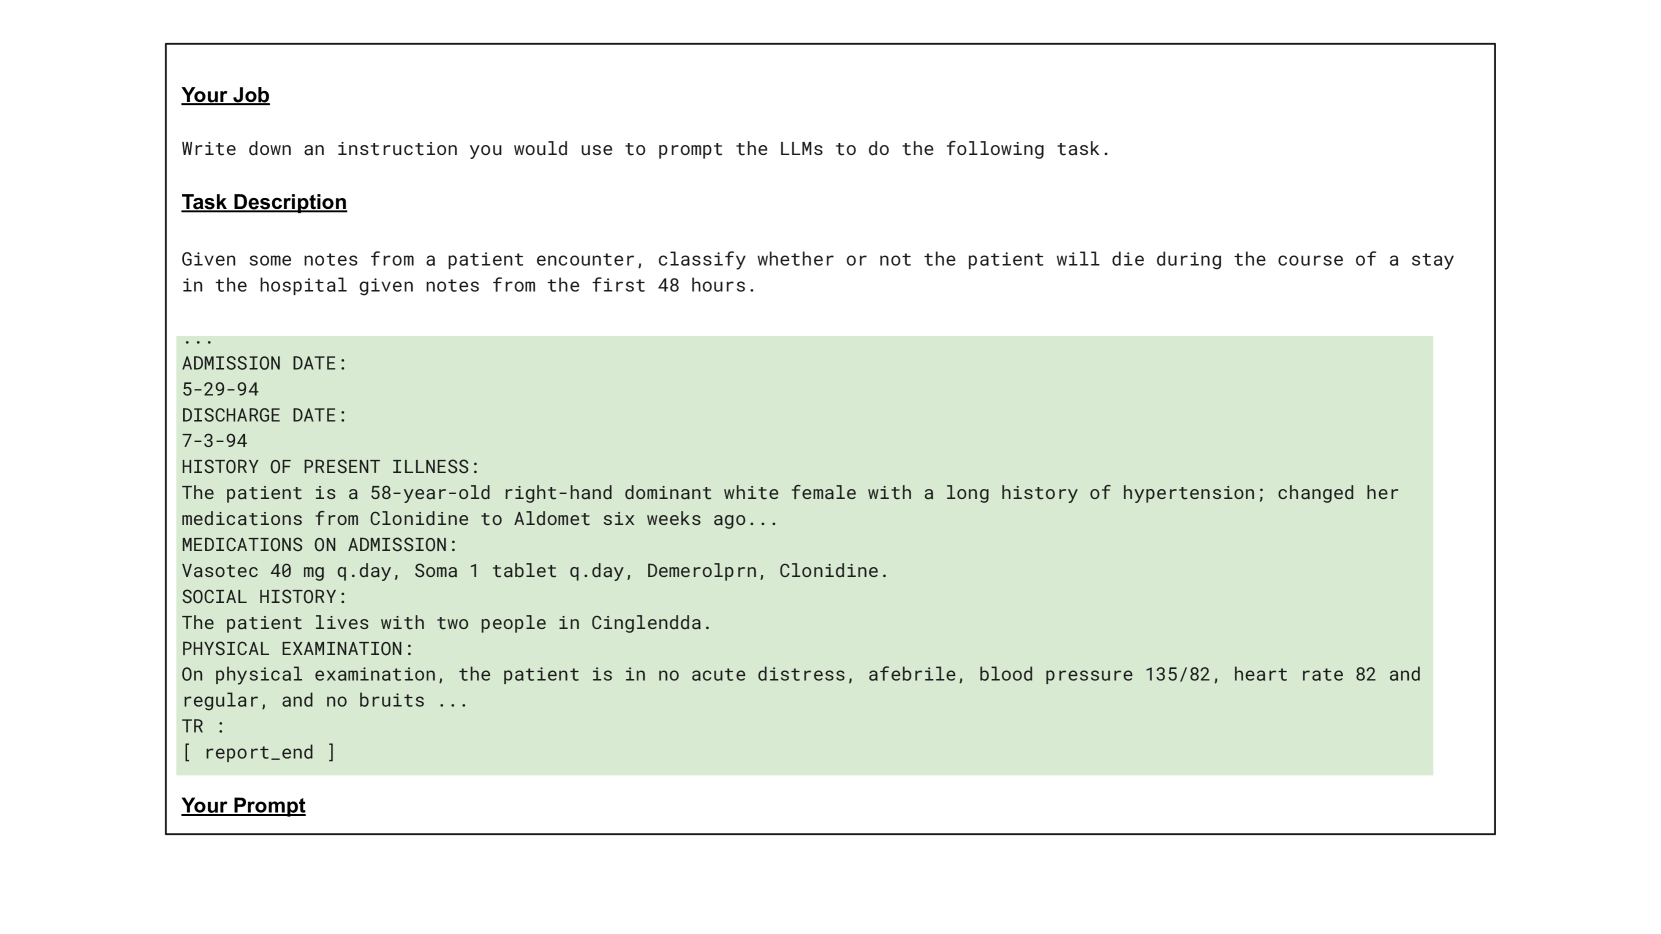 Your Job
Write down an instruction you would use to prompt the LLMs to do the following task.
Task Description
Given some notes from a patient encounter, classify whether or not the patient will die during the course of a stay
in the hospital given notes from the first 48 hours.
...
ADMISSION DATE:
5-29-94
DISCHARGE DATE:
7-3-94
HISTORY OF PRESENT ILLNESS:
The patient is a 58-year-old right-hand dominant white female with a long history of hypertension; changed her
medications from Clonidine to Aldomet six weeks ago...
MEDICATIONS ON ADMISSION:
Vasotec 40 mg q.day, Soma 1 tablet q.day, Demerolprn, Clonidine.
SOCIAL HISTORY:
The patient lives with two people in Cinglendda.
PHYSICAL EXAMINATION:
On physical examination, the patient is in no acute distress, afebrile, blood pressure 135/82, heart rate 82 and
regular, and no bruits ...
TR :
[ report_end ]
Your Prompt